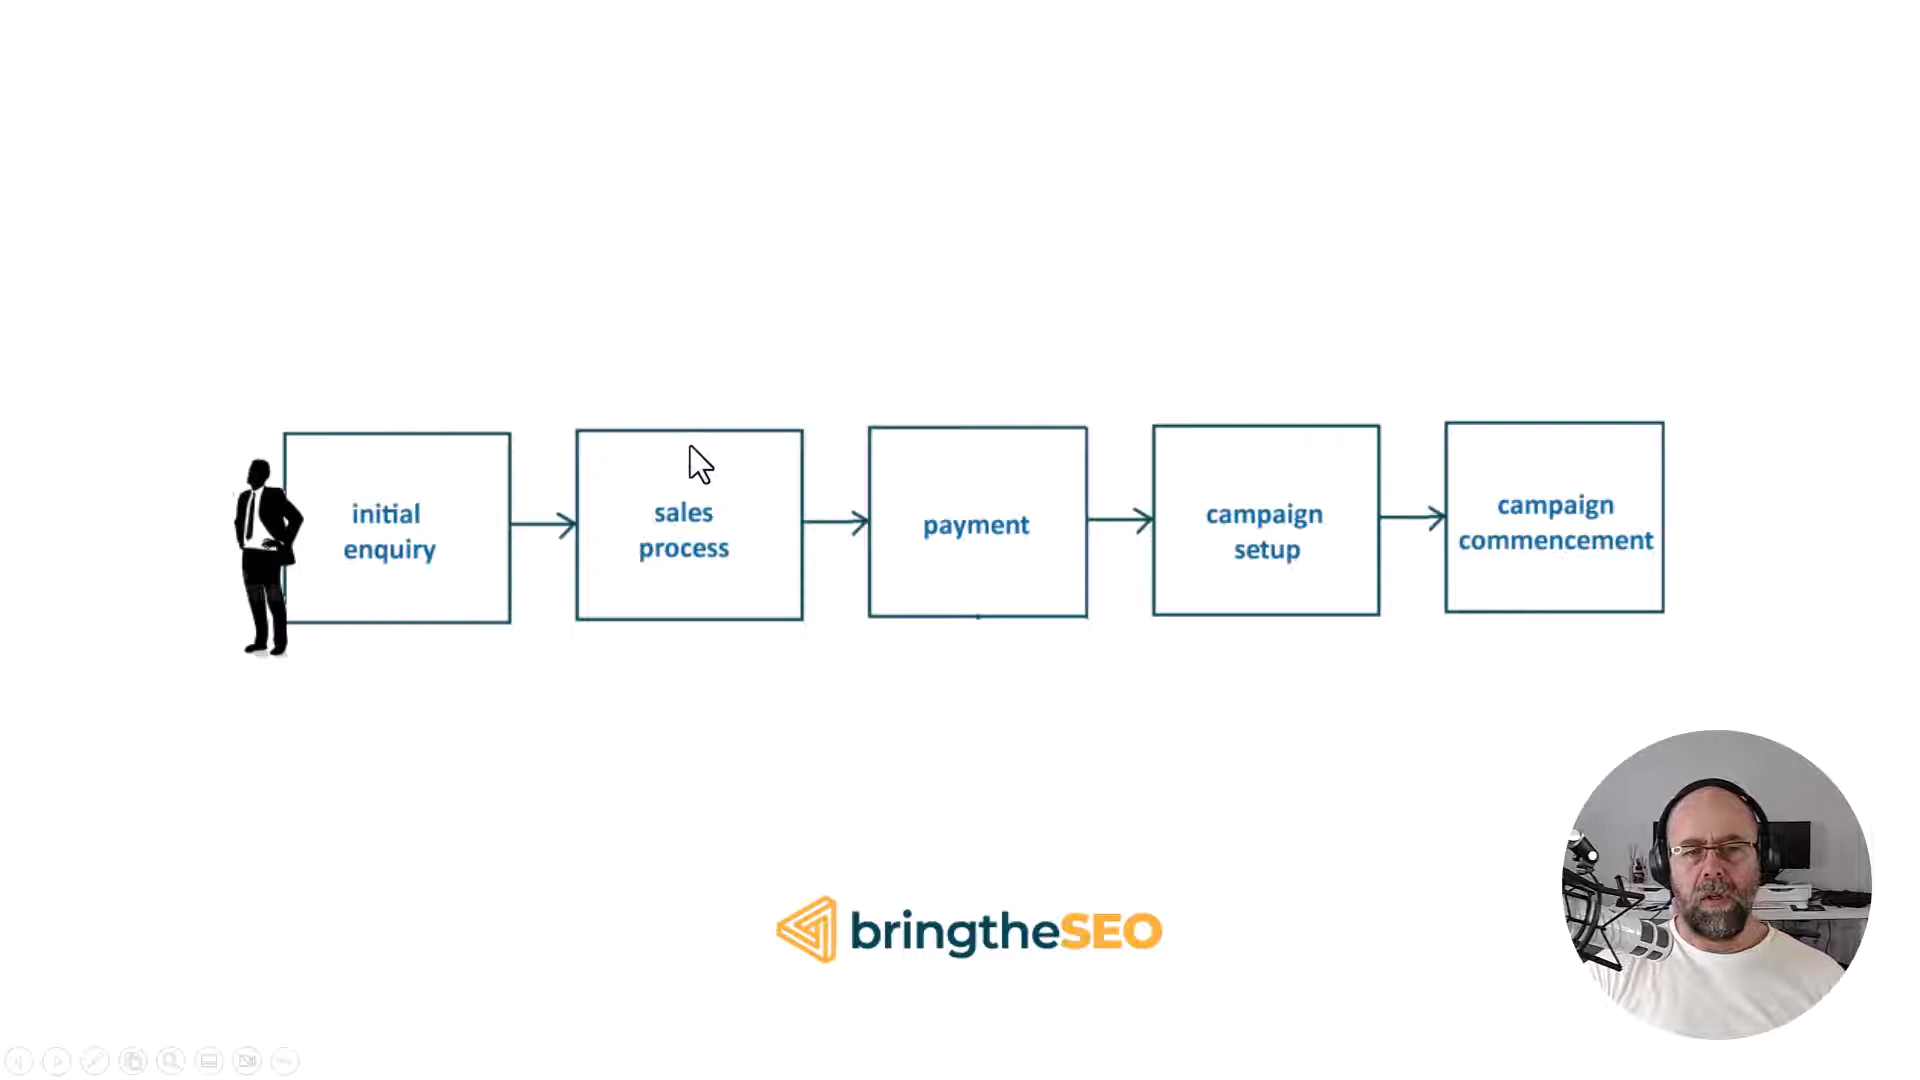 initial
enquiry
sales
process
payment
campaign
setup
campaign
commencement
bringtheSEO